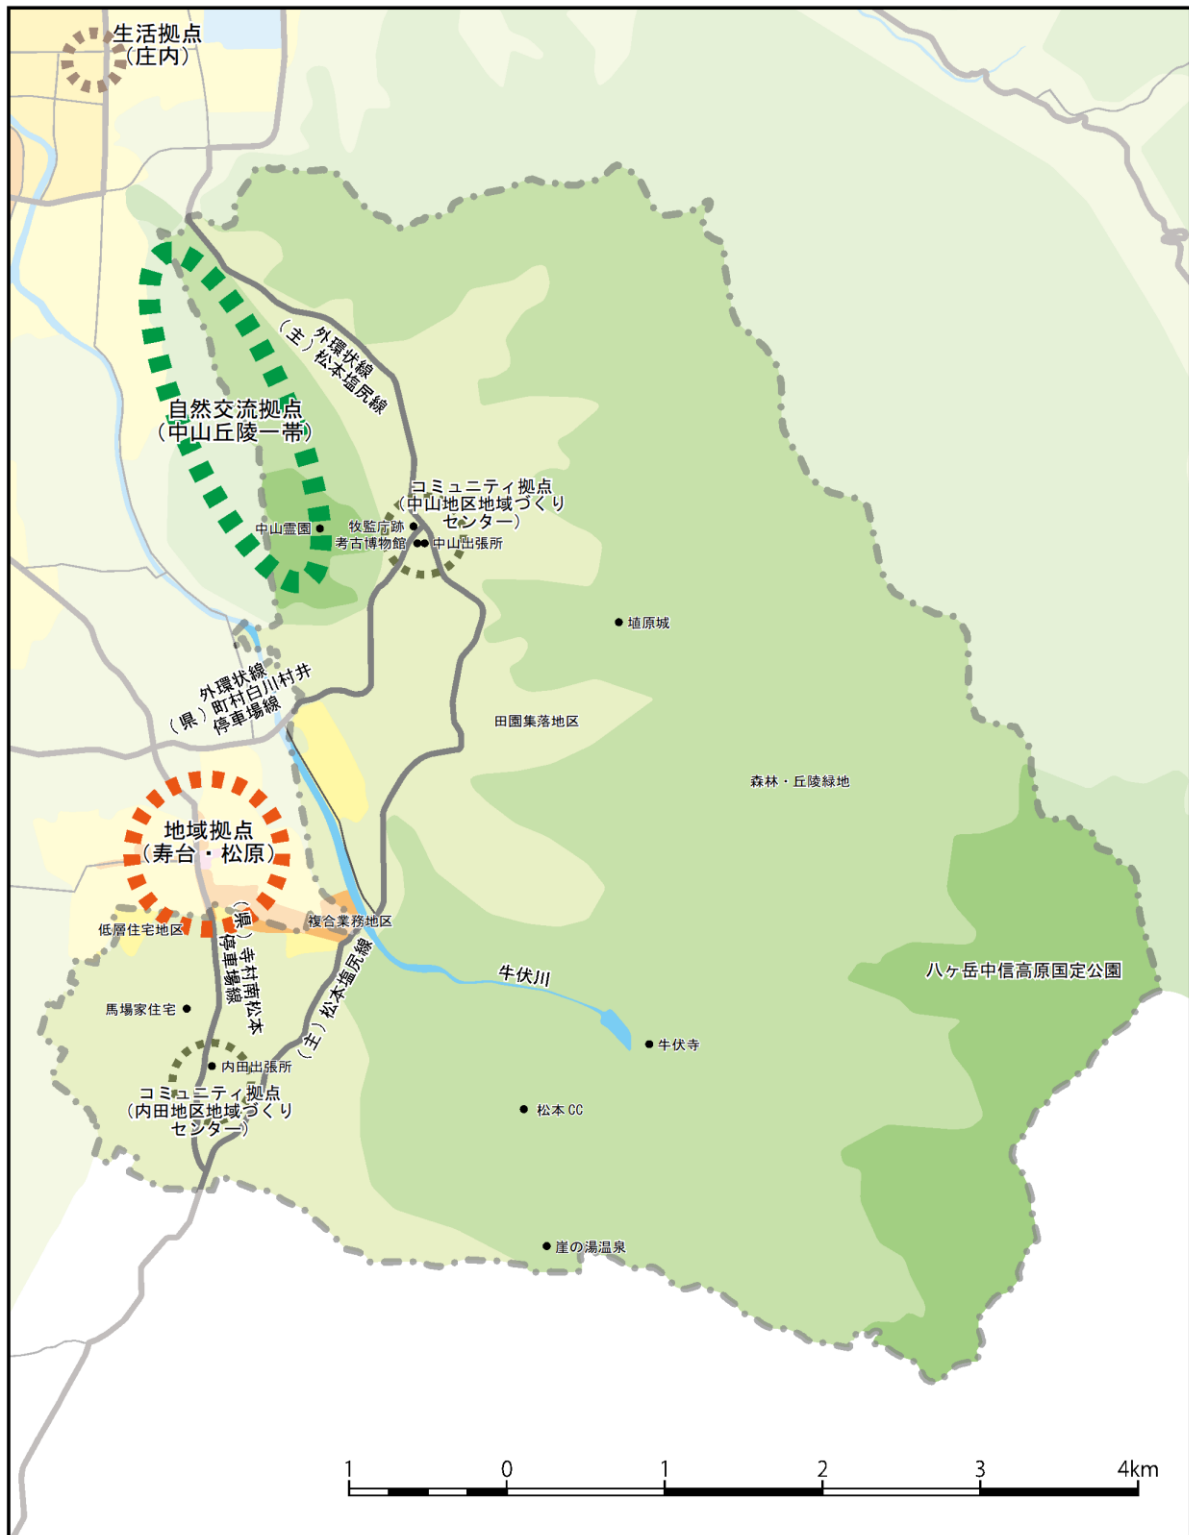 生活拠点
（庄内）
外環状線
（主）松本塩尻線
自然交流拠点
（中山丘陵一帯）
コミュニティ拠点
（中山地区地域づくり
センター）
中山霊園
牧監庁跡
考古博物館
中山出張所
埴原城
外環状線
（県）町村白川村井
停車場線
田園集落地区
森林・丘陵緑地
地域拠点
（寿台・松原）
低層住宅地区
複合業務地区
（県）寺村南松本
停車場線
（主）松本塩尻線
牛伏川
八ヶ岳中信高原国定公園
馬場家住宅
牛伏寺
内田出張所
コミュニティ拠点
（内田地区地域づくり
センター）
松本CC
崖の湯温泉
1 0 1 2 3 4km